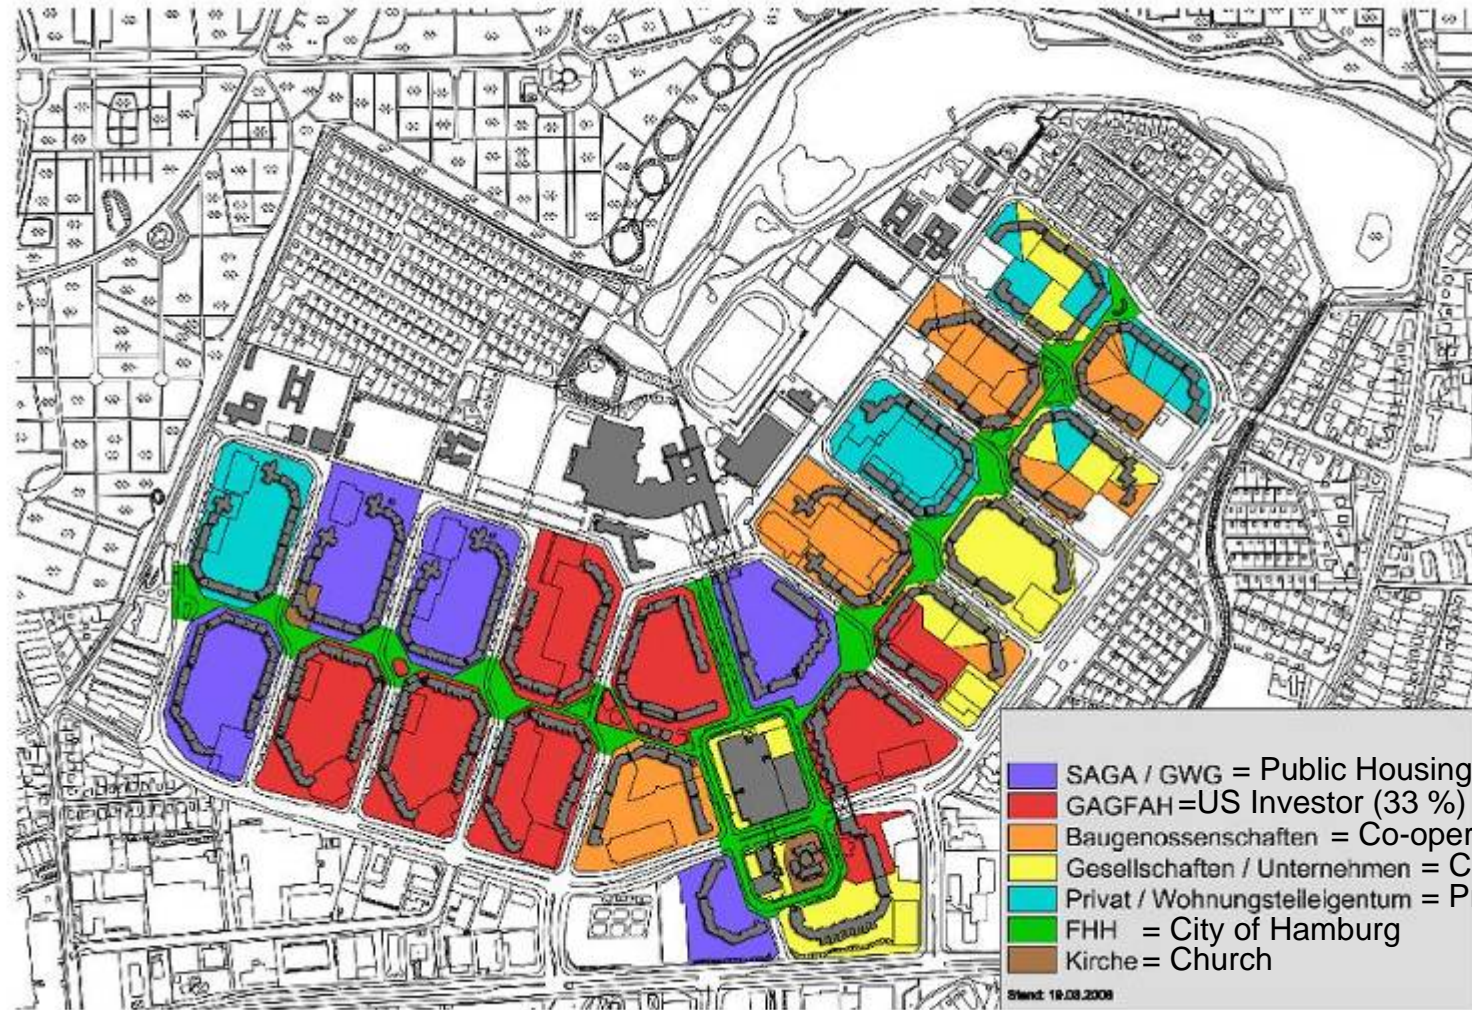 SAGA / GWG = Public Housing
GAGFAH =US Investor (33 %)
Baugenossenschaften = Co-oper
Gesellschaften / Unternehmen = C
Privat / Wohnungsteileigentum = P
FHH = City of Hamburg
Kirche = Church
Stand: 19.03.2008